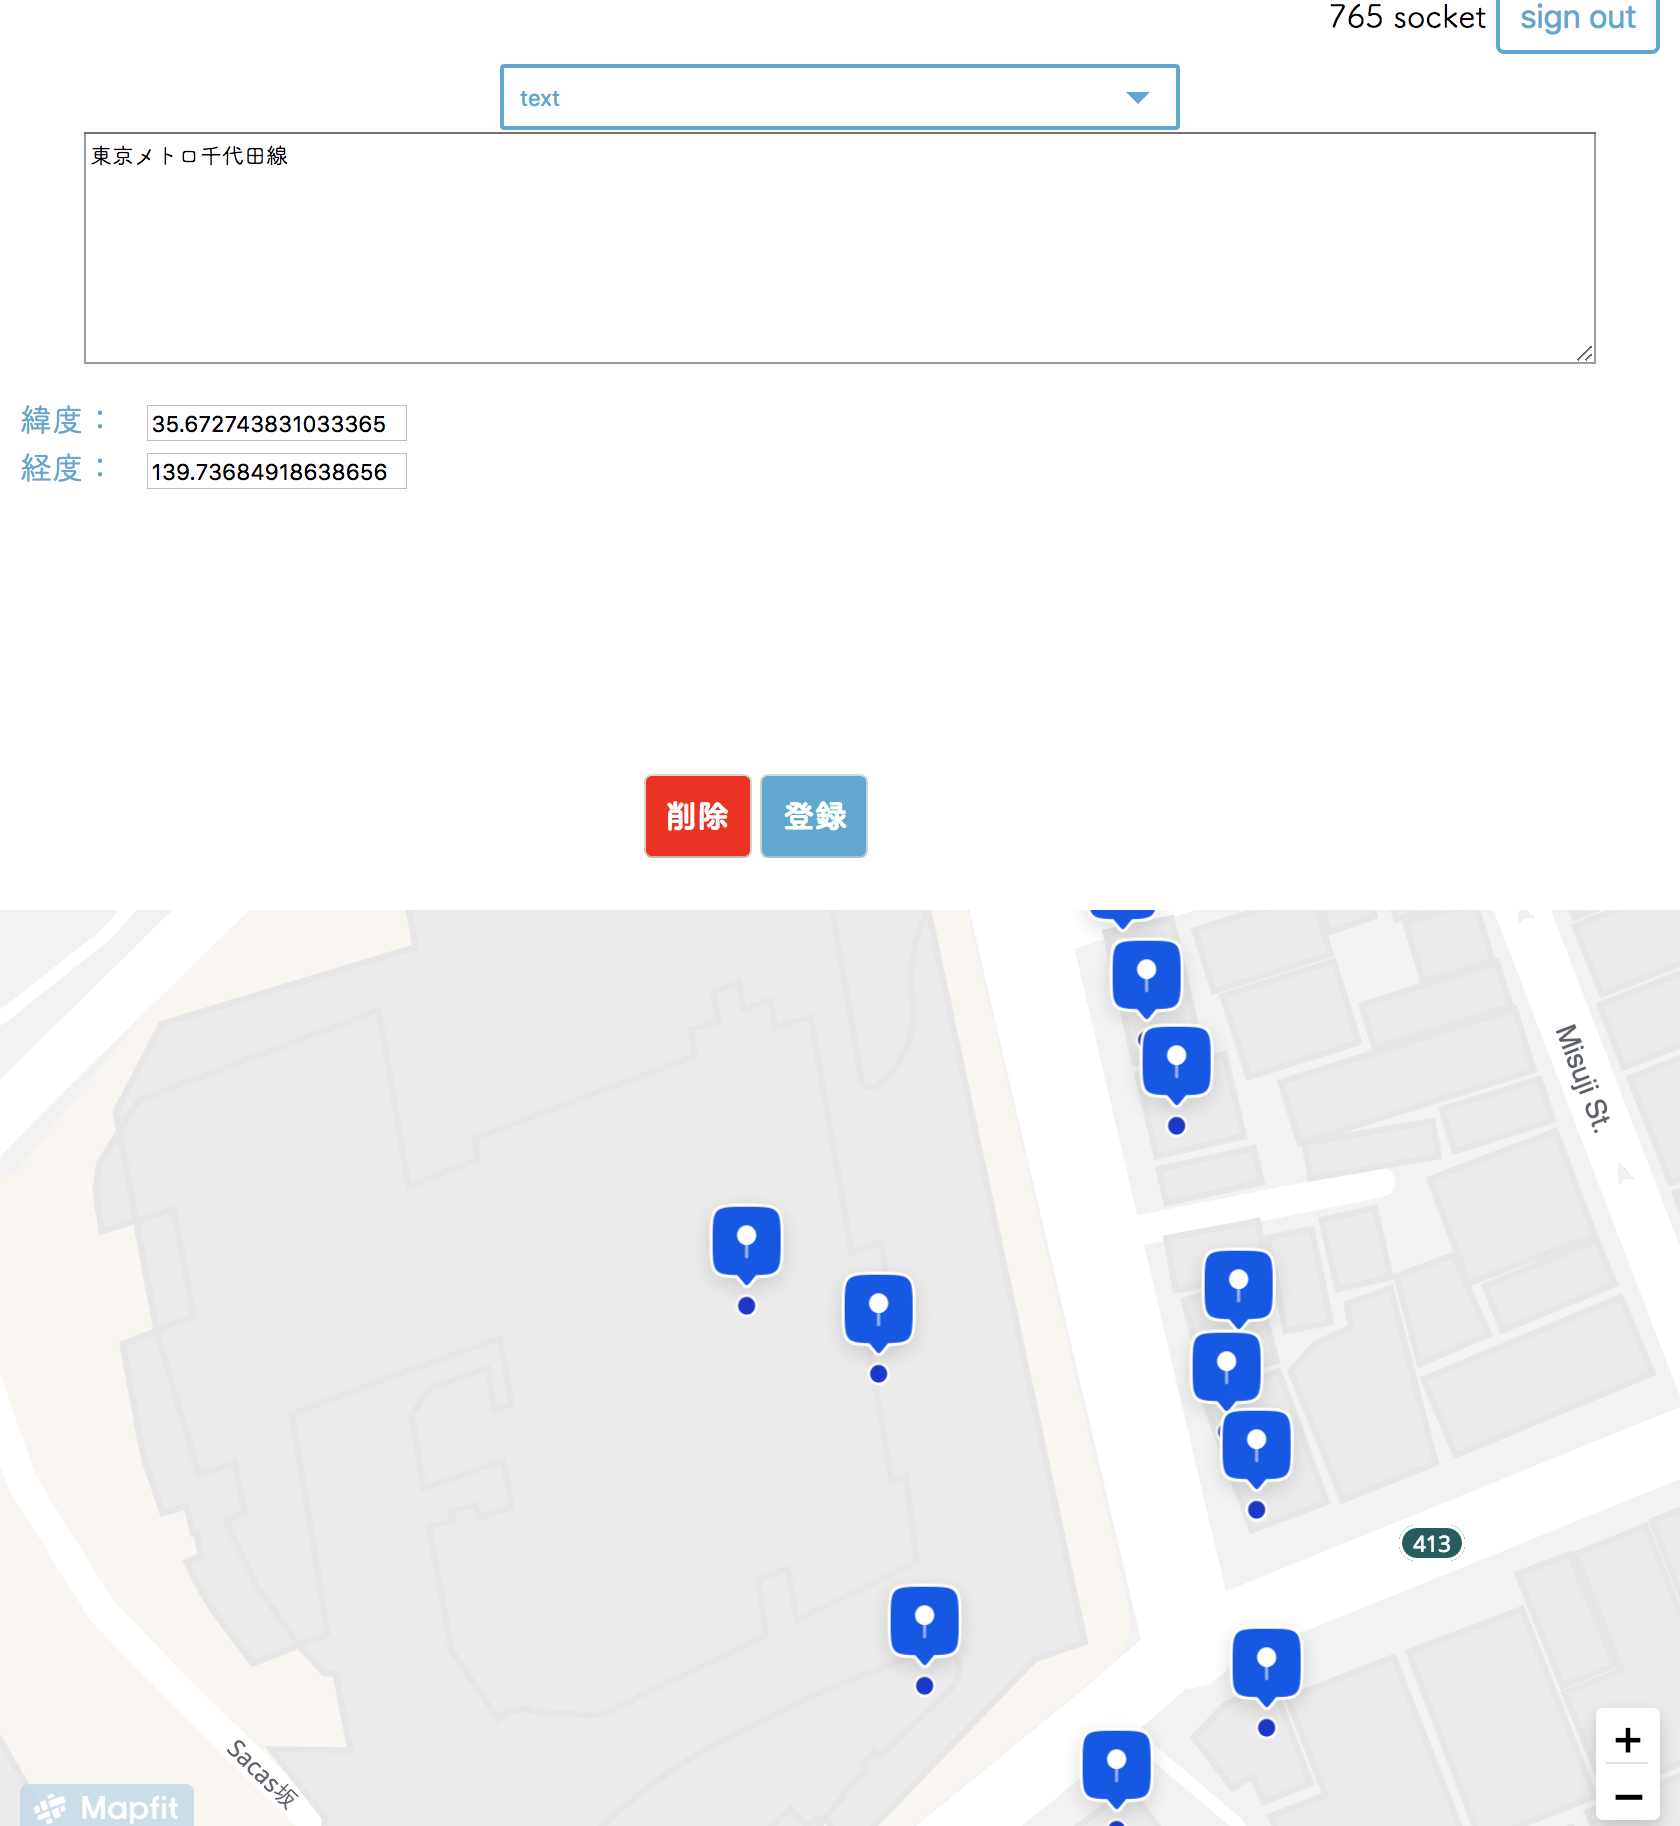 765 socket
sign out
text
東京メトロ千代田線
緯度：
35.672743831033365
経度：
139.73684918638656
削除
登録
Misuji St.
413
Sacas坂
Mapfit
+
−